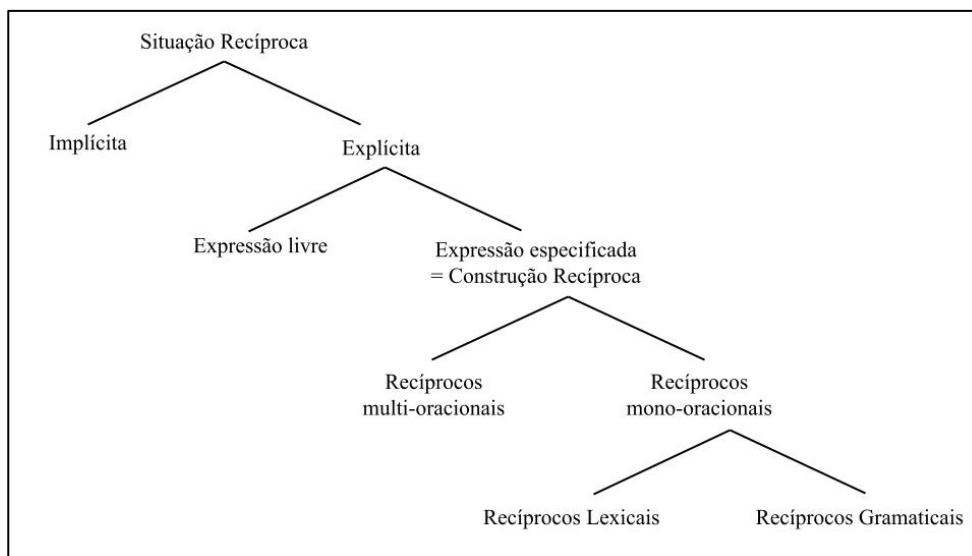 Situação Recíproca
Implícita
Explícita
Expressão livre
Expressão especificada
= Construção Recíproca
Recíprocos
multi-oracionais
Recíprocos
mono-oracionais
Recíprocos Lexicais
Recíprocos Gramaticais